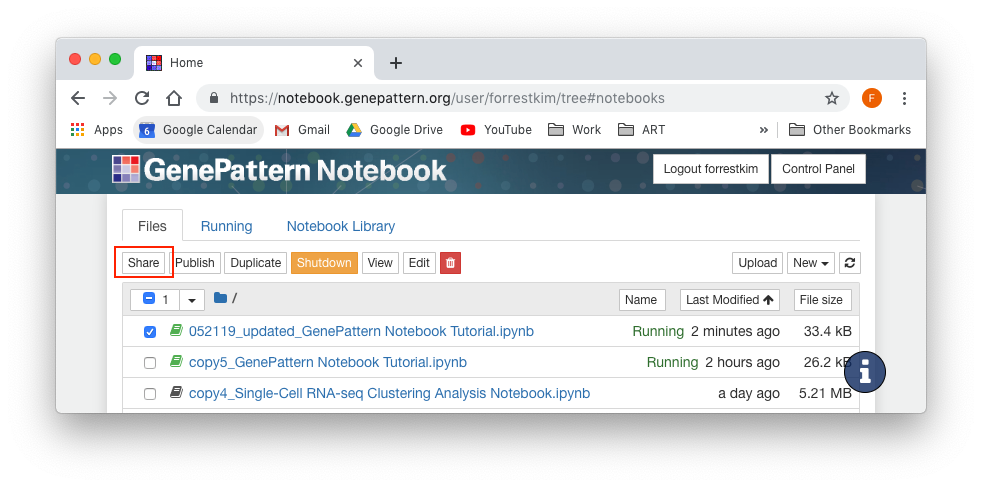 Home
https://notebook.genepattern.org/user/forrestkim/tree#notebooks
F
Apps 6 Google Calendar Gmail Google Drive YouTube Work ART » Other Bookmarks
GenePattern Notebook Logout forrestkim Control Panel
Files Running Notebook Library
Share Publish Duplicate Shutdown View Edit Upload New
1 / Name Last Modified File size
052119_updated_GenePattern Notebook Tutorial.ipynb Running 2 minutes ago 33.4 kB
copy5_GenePattern Notebook Tutorial.ipynb Running 2 hours ago 26.2 kB
copy4_Single-Cell RNA-seq Clustering Analysis Notebook.ipynb a day ago 5.21 MB